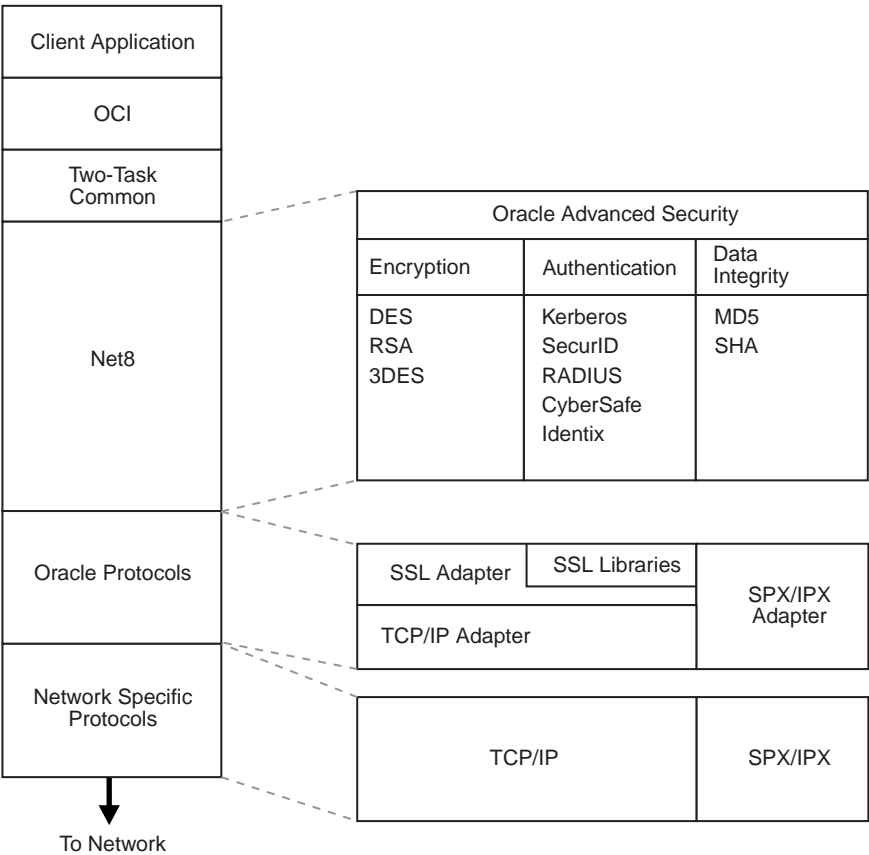 Client Application
OCI
Two-Task
Common
Net8
Oracle Protocols
Network Specific
Protocols
To Network
Oracle Advanced Security
Encryption
DES
RSA
3DES
Authentication
Kerberos
SecurID
RADIUS
CyberSafe
Identix
Data
Integrity
MD5
SHA
SSL Adapter
SSL Libraries
TCP/IP Adapter
SPX/IPX
Adapter
TCP/IP
SPX/IPX